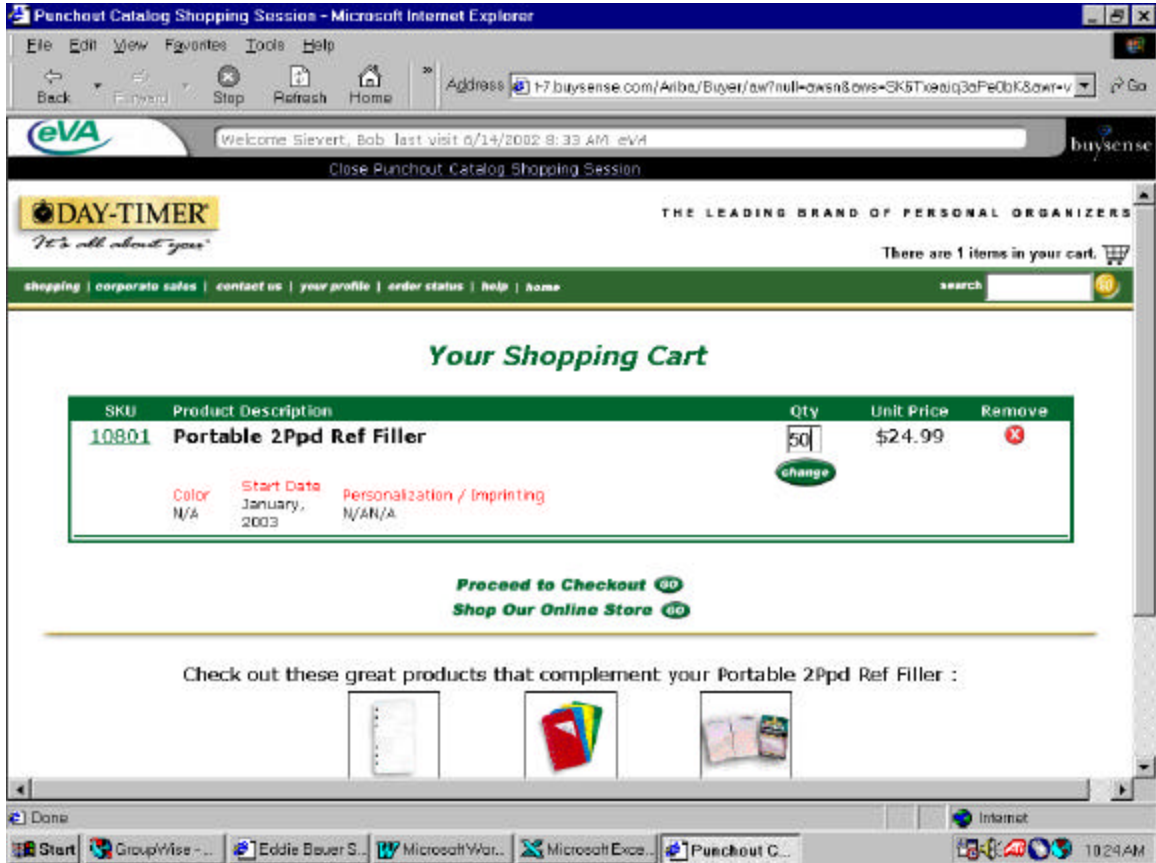 Punchout Catalog Shopping Session - Microsoft Internet Explorer
File Edit View Favorites Tools Help
Back Forward Stop Refresh Home » Address Go
eVA Welcome Sievert, Bob last visit 6/14/2002 8:33 AM eVA buysense
Close Punchout Catalog Shopping Session
DAY-TIMER® THE LEADING BRAND OF PERSONAL ORGANIZERS
It's all about you
There are 1 items in your cart.
shopping | corporate sales | contact us | your profile | order status | help | home search GO
Your Shopping Cart
SKU Product Description Qty Unit Price Remove
10801 Portable 2Ppd Ref Filler 50 $24.99
change
Color Start Date Personalization / Imprinting
N/A January, 2003 N/AN/A
Proceed to Checkout GO
Shop Our Online Store GO
Check out these great products that complement your Portable 2Ppd Ref Filler :
Done Internet
Start GroupWise - ... Eddie Bauer S... Microsoft Wor... Microsoft Exce... Punchout C... 10:24 AM